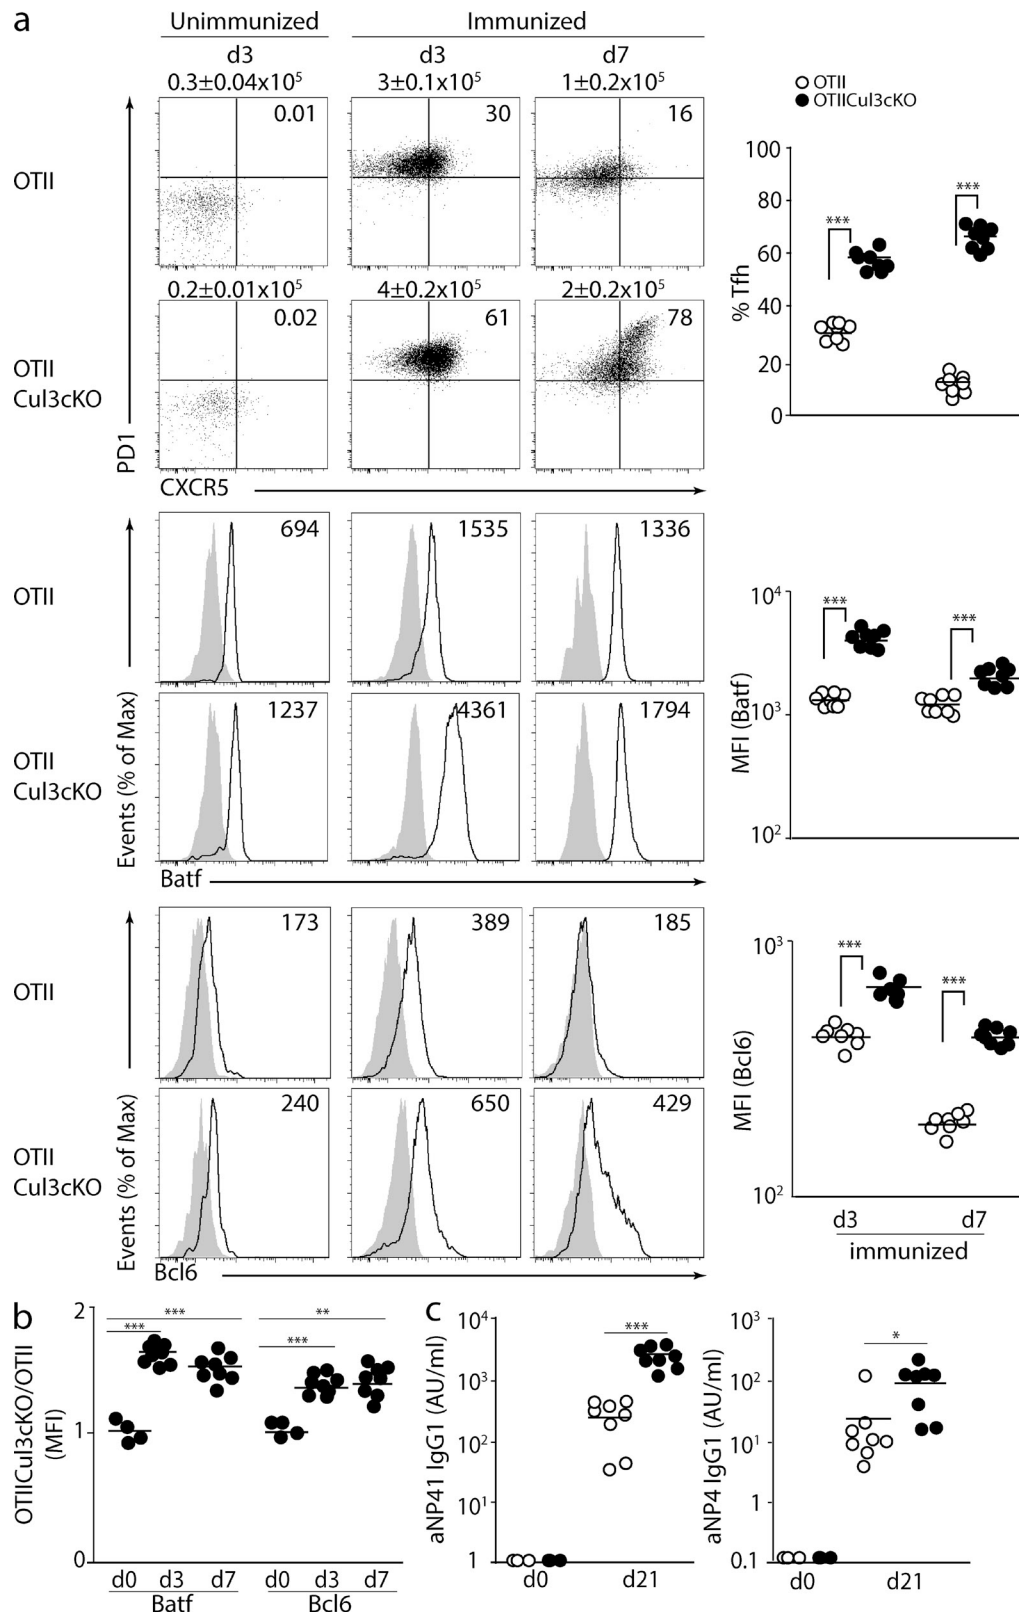 a
Unimmunized Immunized
d3 d3 d7
0.3±0.04x10⁵ 3±0.1x10⁵ 1±0.2x10⁵
OTII
OTIICul3cKO
0.01 30 16
OTII
100
80
60
40
20
0
% Tfh
*** ***
0.2±0.01x10⁵ 4±0.2x10⁵ 2±0.2x10⁵
0.02 61 78
OTII
Cul3cKO
PD1
CXCR5
OTII
694 1535 1336
OTII
Cul3cKO
1237 4361 1794
Events (% of Max)
Batf
10⁴
10³
10²
MFI (Batf)
*** ***
OTII
173 389 185
OTII
Cul3cKO
240 650 429
Events (% of Max)
Bcl6
10³
10²
MFI (Bcl6)
*** ***
d3 d7
immunized
b
2
1
0
OTIICul3cKO/OTII
(MFI)
*** *** *** **
d0 d3 d7 d0 d3 d7
Batf Bcl6
c
10⁴
10³
10²
10¹
1
aNP41 IgG1 (AU/ml)
***
d0 d21
10³
10²
10¹
1
0.1
aNP4 IgG1 (AU/ml)
*
d0 d21